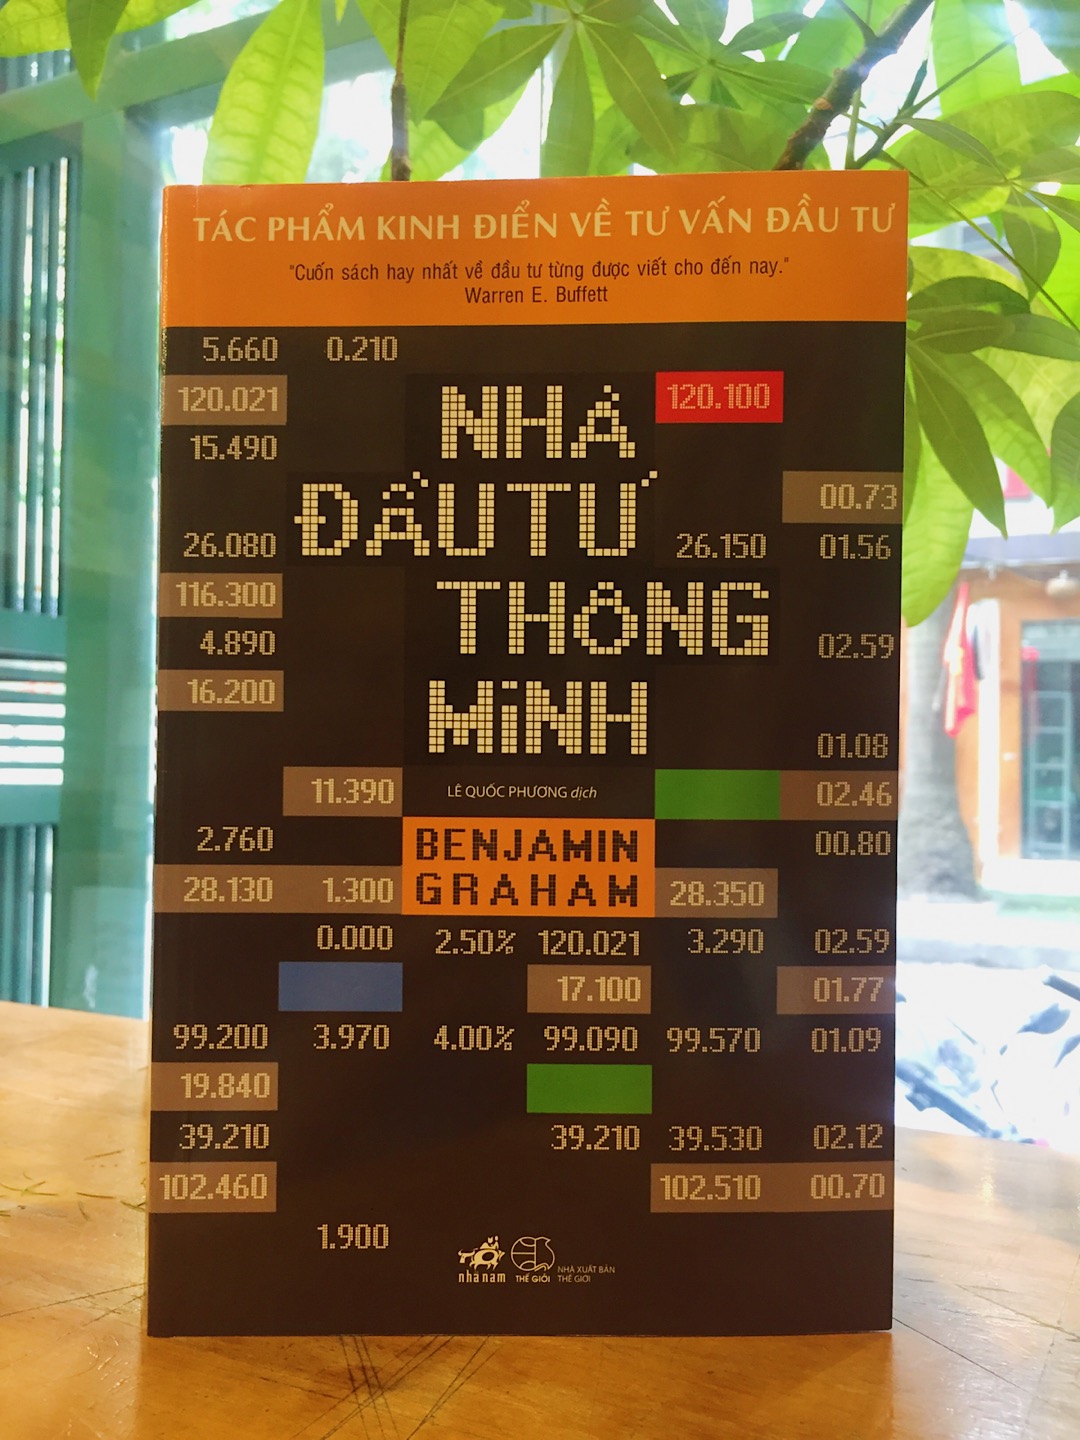 TÁC PHẨM KINH ĐIỂN VỀ TƯ VẤN ĐẦU TƯ
"Cuốn sách hay nhất về đầu tư từng được viết cho đến nay."
Warren E. Buffett
5.660 0.210
120.021 NHÀ 120.100
15.490
00.73
26.080 ĐẦU TƯ 26.150 01.56
116.300 THÔNG
4.890 02.59
16.200 MINH
01.08
11.390 LÊ QUỐC PHƯƠNG dịch 02.46
2.760 BENJAMIN 00.80
28.130 1.300 GRAHAM 28.350
0.000 2.50% 120.021 3.290 02.59
17.100 01.77
99.200 3.970 4.00% 99.090 99.570 01.09
19.840
39.210 39.210 39.530 02.12
102.460 102.510 00.70
1.900
nhã nam THẾ GIỚI NHÀ XUẤT BẢN
THẾ GIỚI